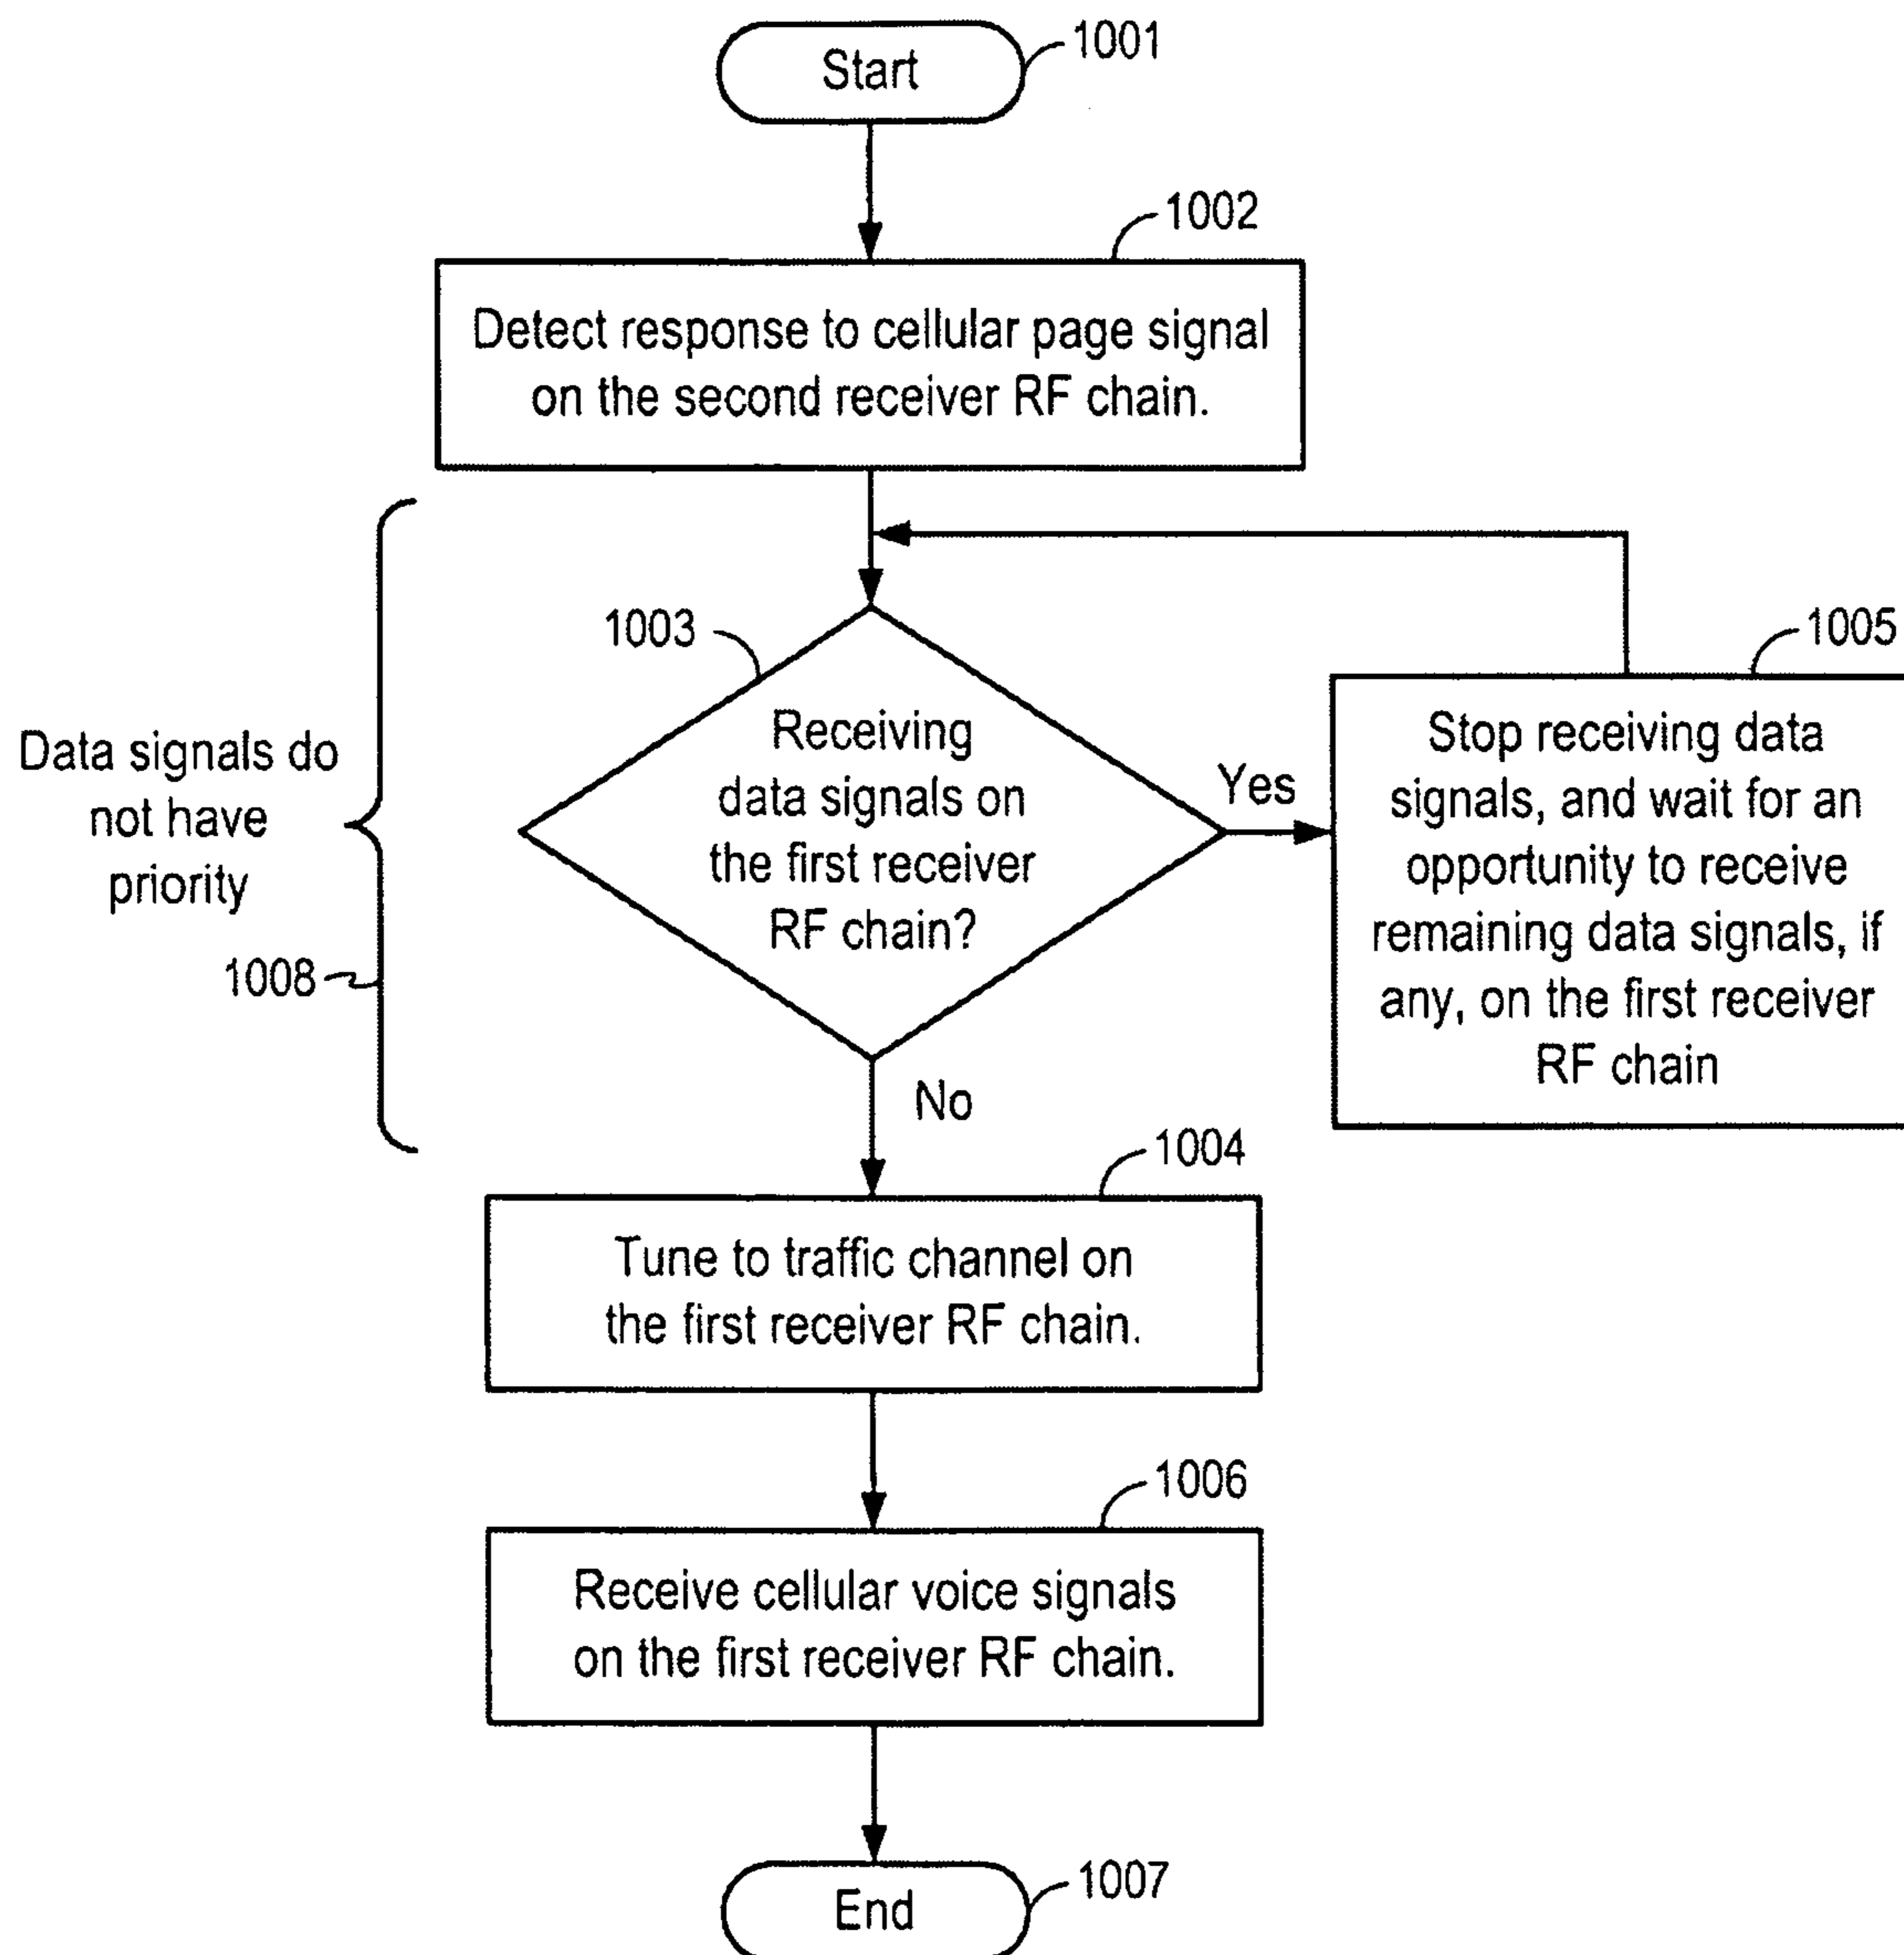 Start
1001
1002
Detect response to cellular page signal
on the second receiver RF chain.
1003
Receiving
data signals on
the first receiver
RF chain?
Yes
1005
Stop receiving data
signals, and wait for an
opportunity to receive
remaining data signals, if
any, on the first receiver
RF chain
Data signals do
not have
priority
1008
No
1004
Tune to traffic channel on
the first receiver RF chain.
1006
Receive cellular voice signals
on the first receiver RF chain.
End
1007